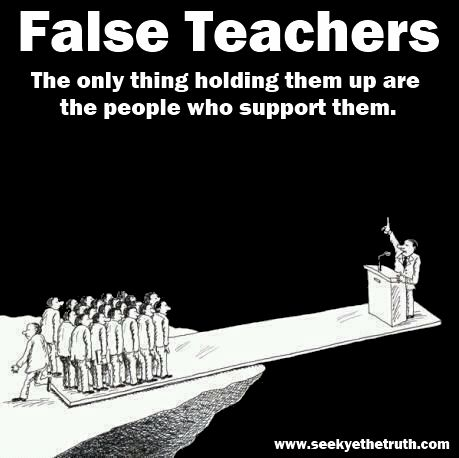 False Teachers
The only thing holding them up are
the people who support them.
www.seekyethetruth.com